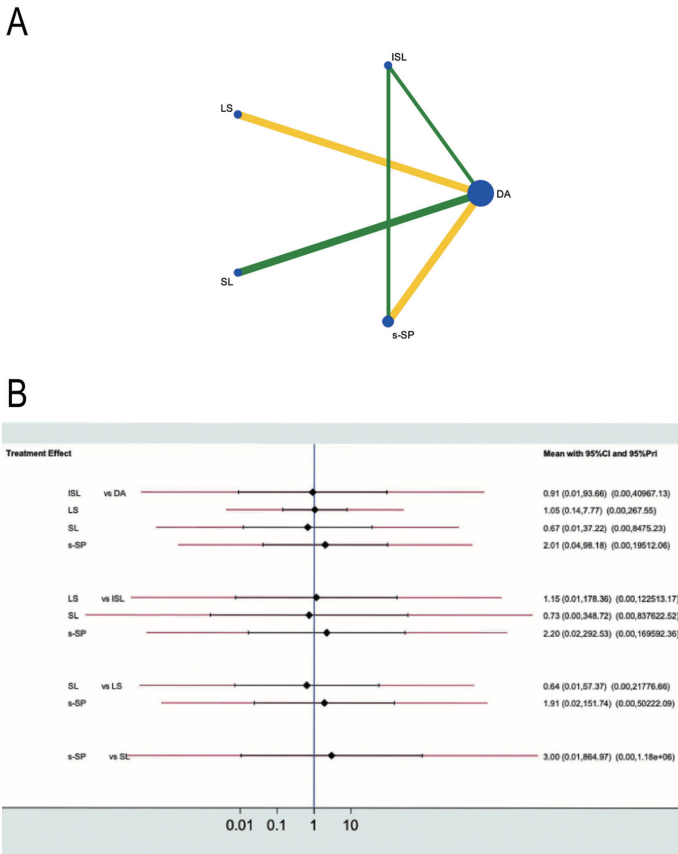 A
ISL
LS
DA
SL
s-SP
B
Treatment Effect Mean with 95%CI and 95%PrI
ISL vs DA 0.91 (0.01,93.66) (0.00,40967.13)
LS 1.05 (0.14,7.77) (0.00,267.55)
SL 0.67 (0.01,37.22) (0.00,8475.23)
s-SP 2.01 (0.04,98.18) (0.00,19512.06)
LS vs ISL 1.15 (0.01,178.36) (0.00,122513.17)
SL 0.73 (0.00,348.72) (0.00,837622.52)
s-SP 2.20 (0.02,292.53) (0.00,169592.36)
SL vs LS 0.64 (0.01,57.37) (0.00,21776.66)
s-SP 1.91 (0.02,151.74) (0.00,50222.09)
s-SP vs SL 3.00 (0.01,864.97) (0.00,1.18e+06)
0.01 0.1 1 10